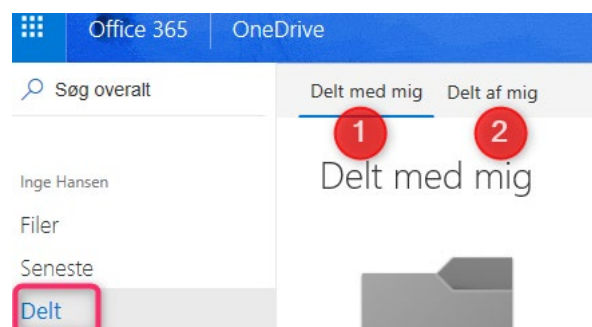 Office 365 OneDrive
Søg overalt
Delt med mig Delt af mig
1 2
Delt med mig
Inge Hansen
Filer
Seneste
Delt